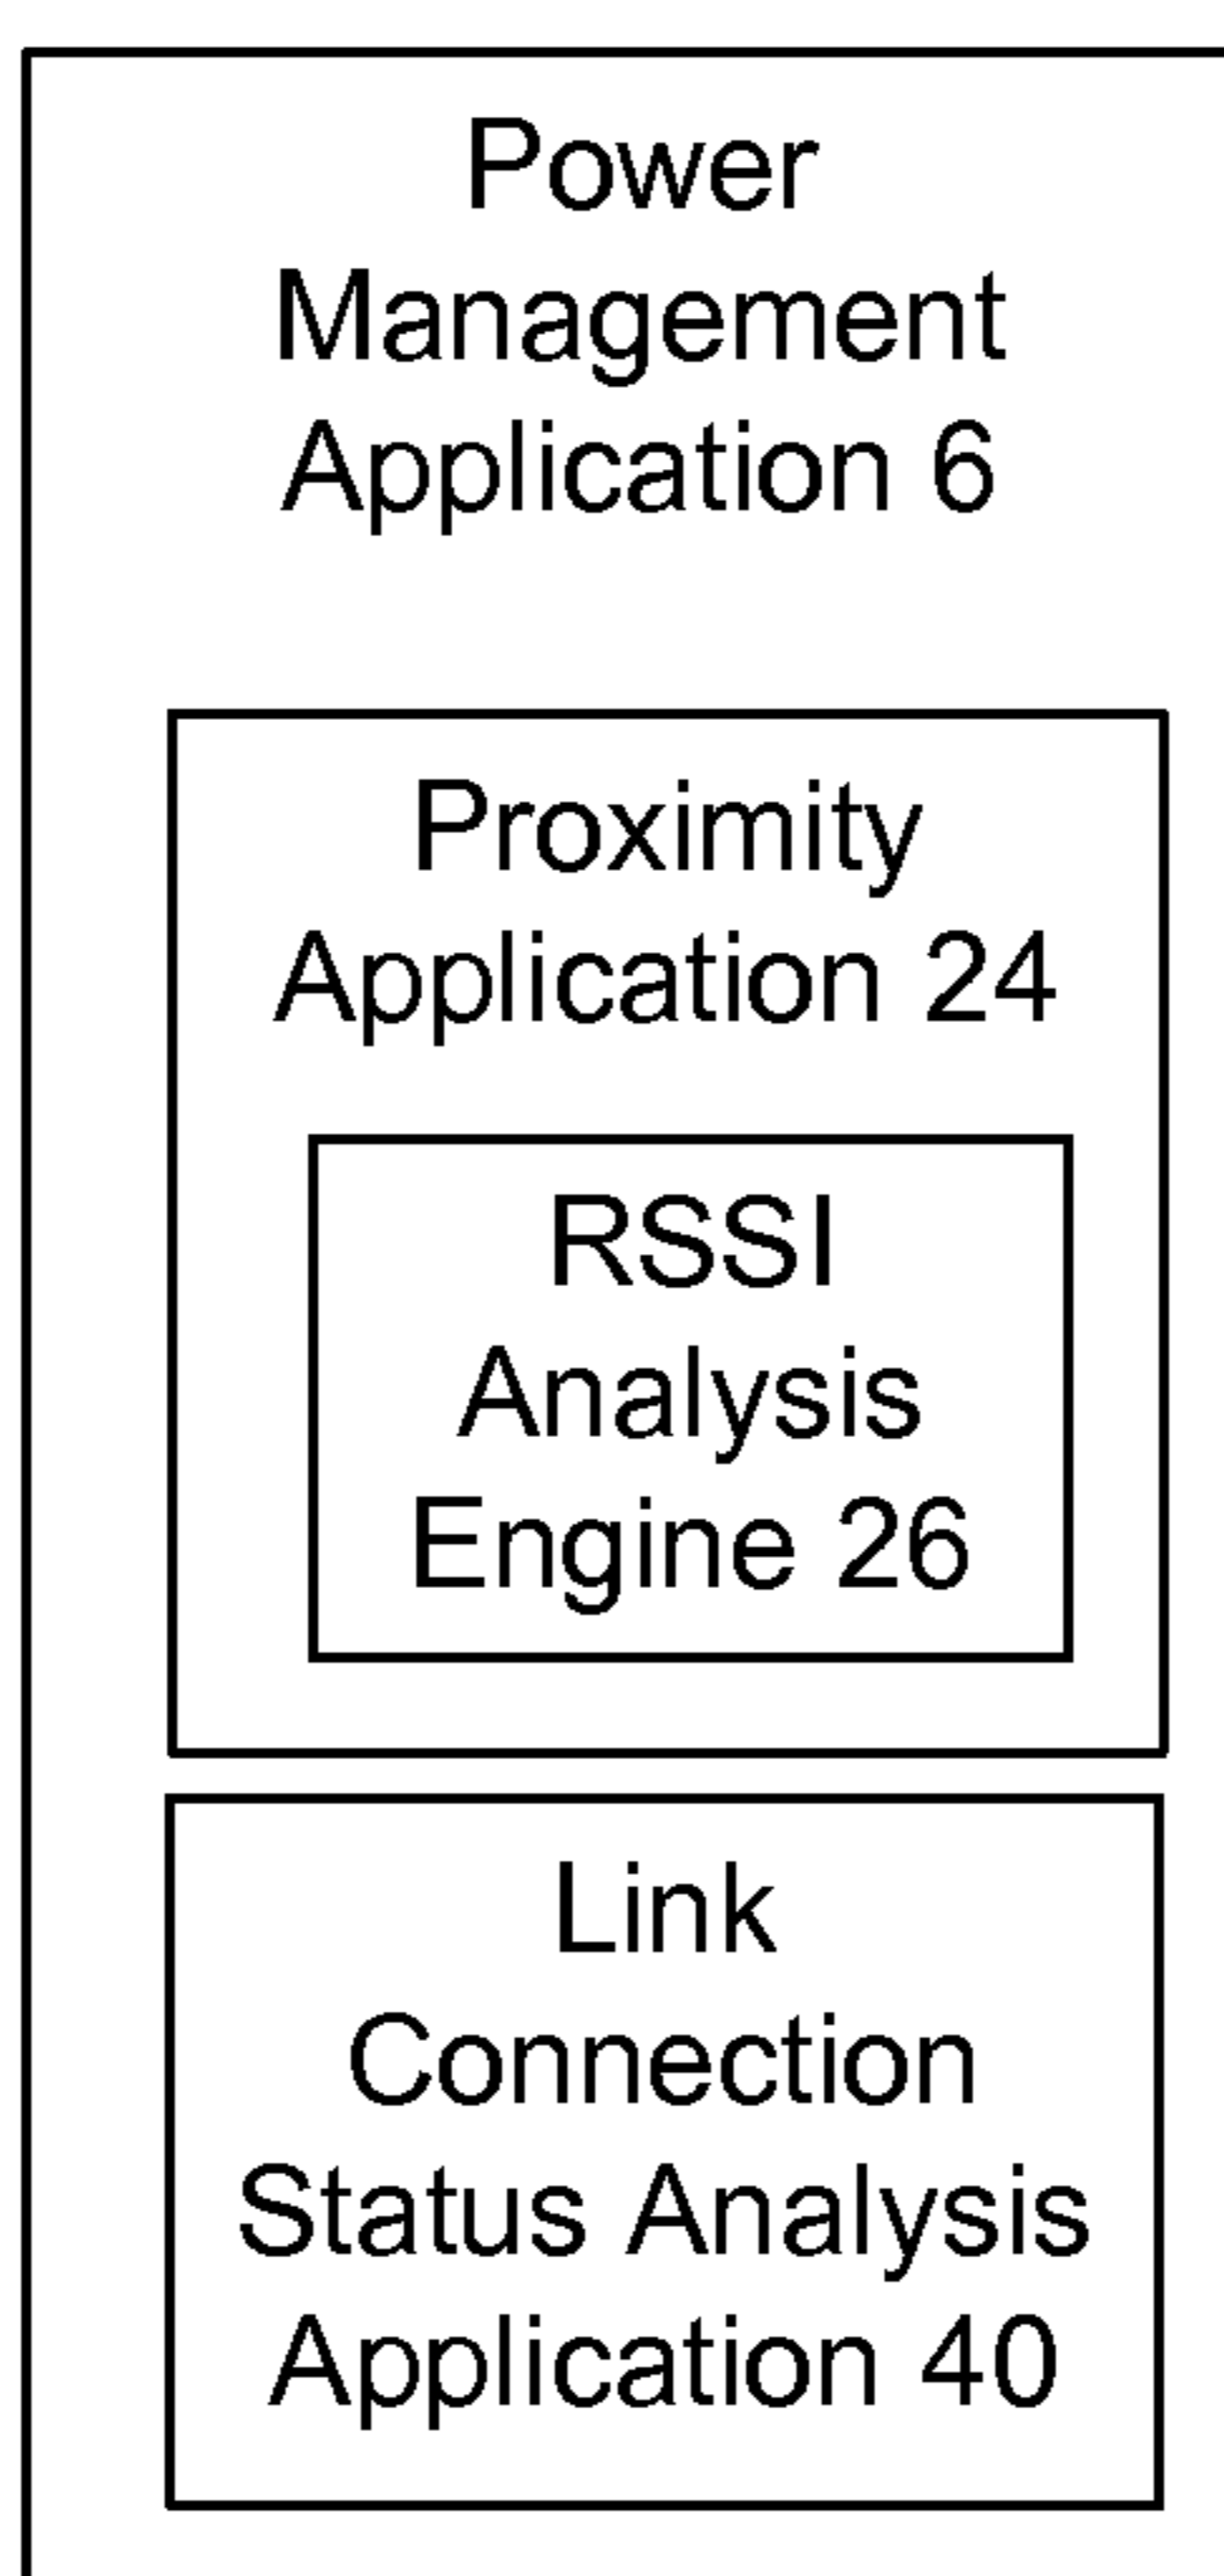 Power
Management
Application 6
Proximity
Application 24
RSSI
Analysis
Engine 26
Link
Connection
Status Analysis
Application 40